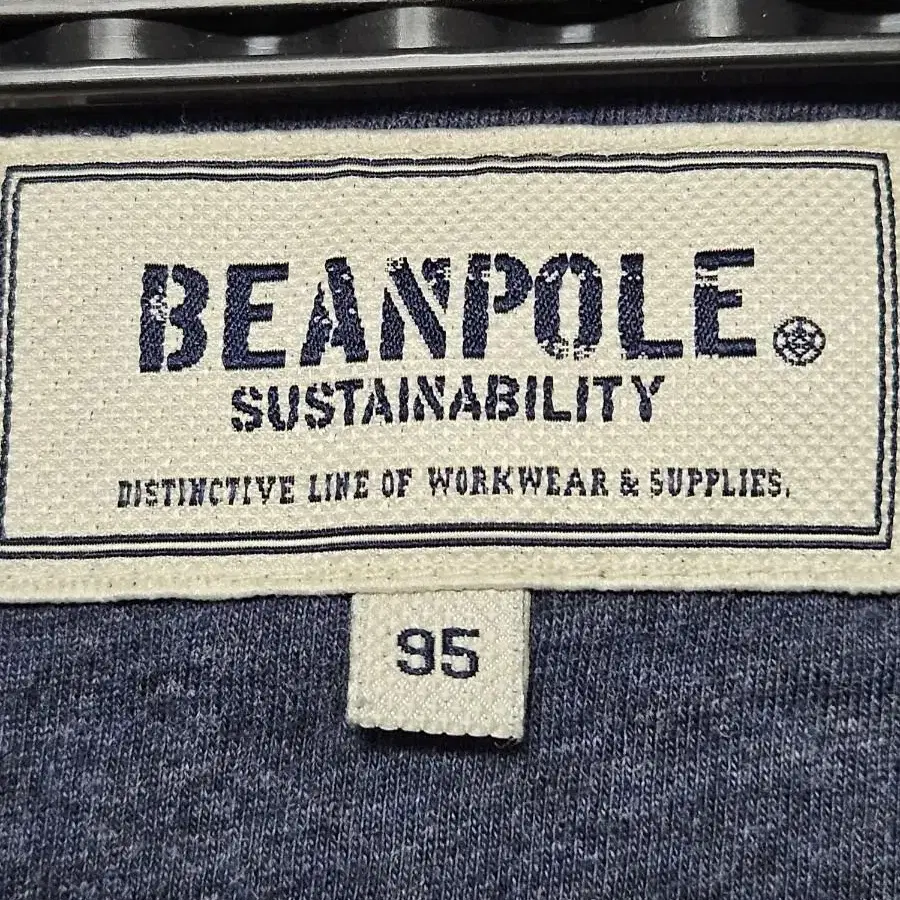 BEANPOLE
SUSTAINABILITY
DISTINCTIVE LINE OF WORKWEAR & SUPPLIES.
95